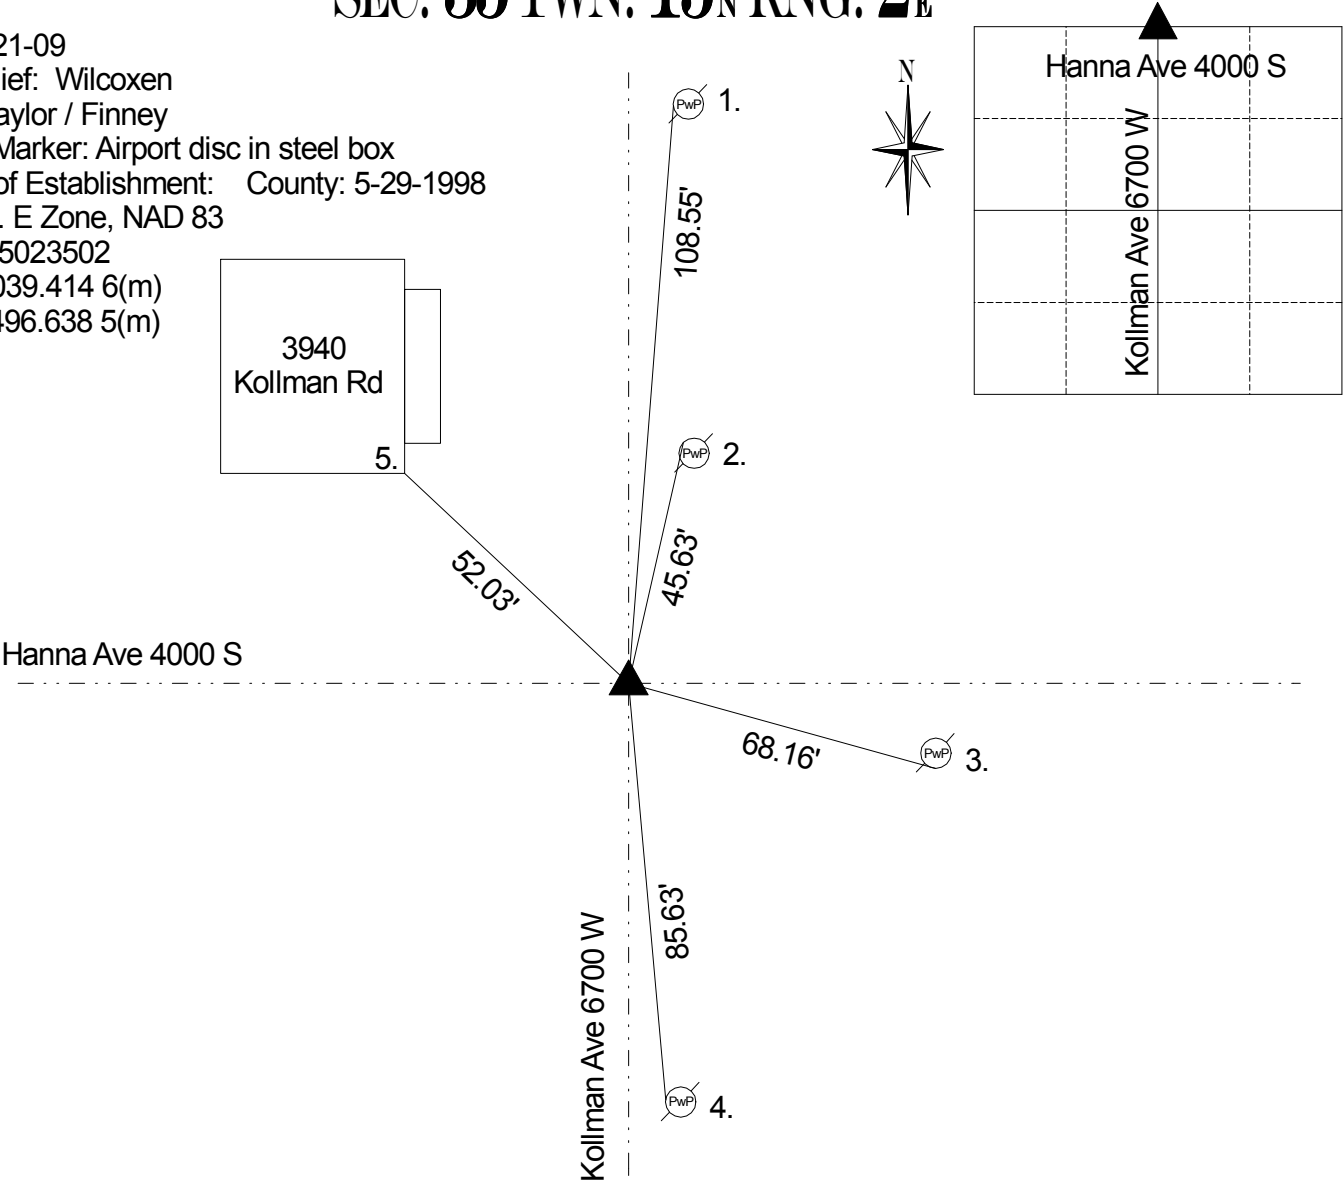 SEC. 35 TWN. 15N RNG. 2E
21-09
ief: Wilcoxen
aylor / Finney
Marker: Airport disc in steel box
of Establishment: County: 5-29-1998
. E Zone, NAD 83
5023502
039.414 6(m)
496.638 5(m)
N
Hanna Ave 4000 S
Kollman Ave 6700 W
PwP 1.
108.55'
3940
Kollman Rd
5.
PwP 2.
45.63'
52.03'
Hanna Ave 4000 S
68.16'
PwP 3.
85.63'
Kollman Ave 6700 W
PwP 4.